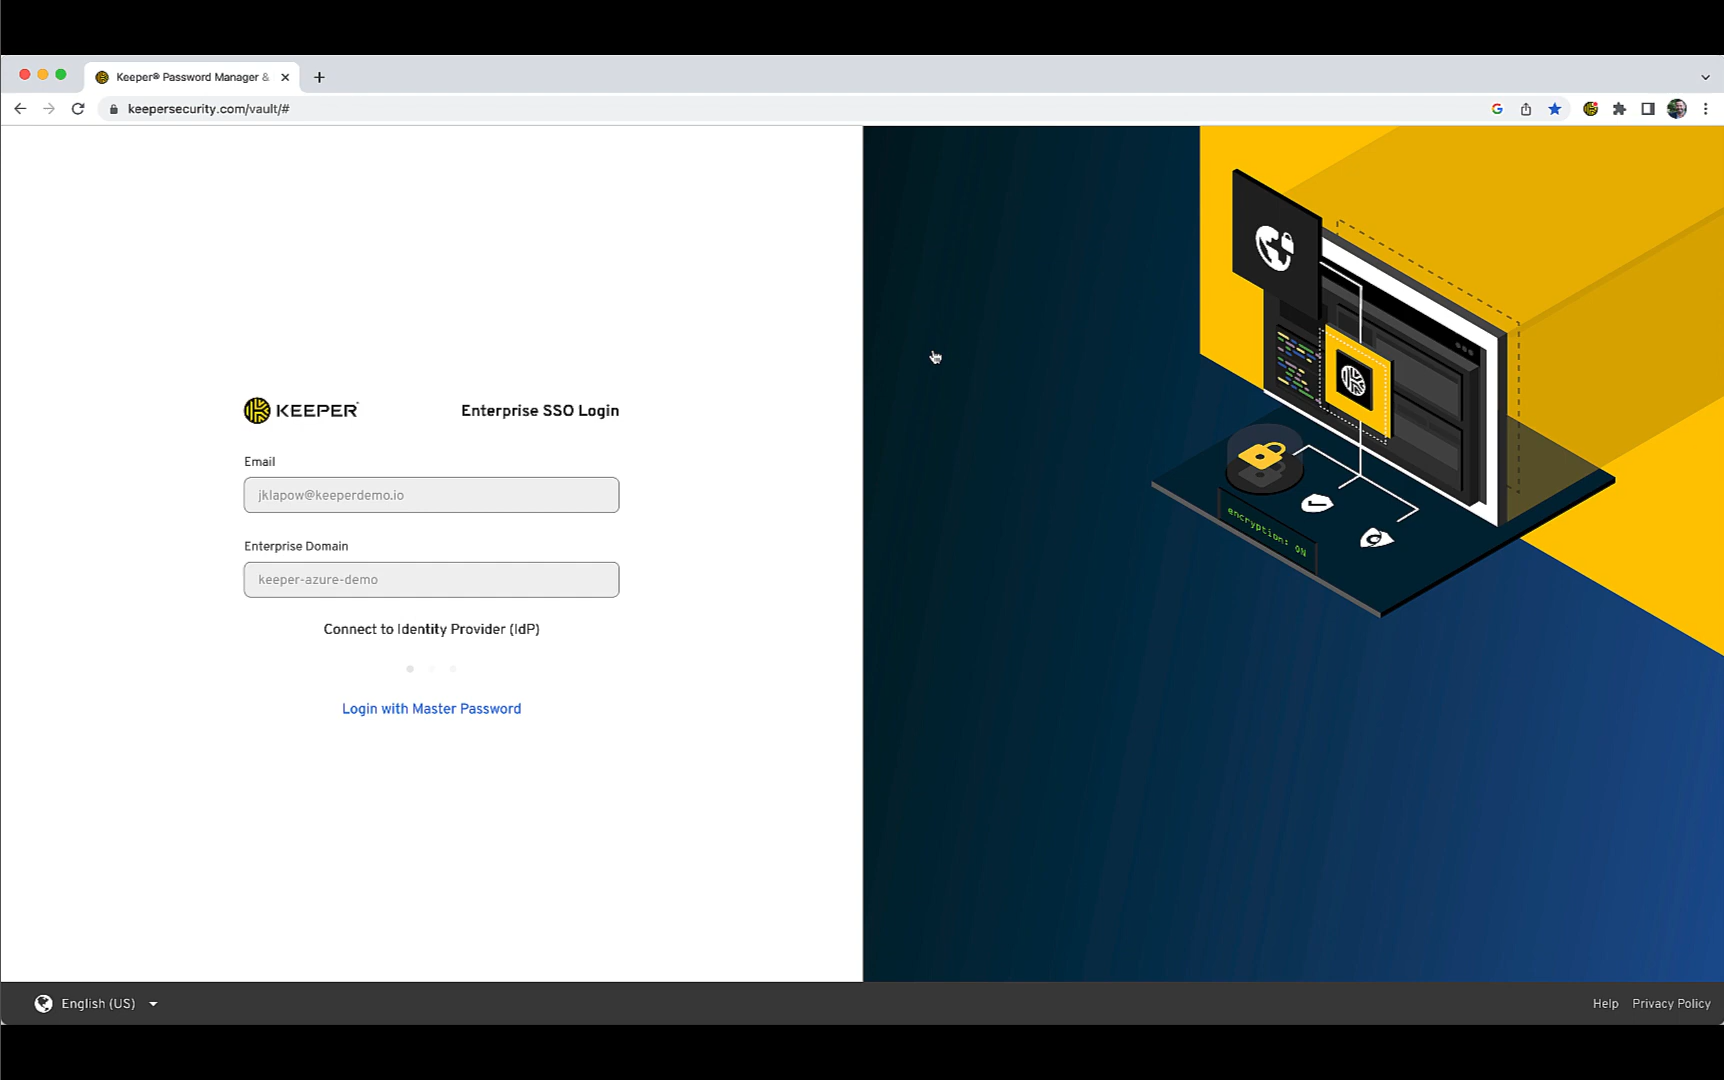 Keeper® Password Manager &
keepersecurity.com/vault/#
KEEPER
Enterprise SSO Login
Email
jklapow@keeperdemo.io
Enterprise Domain
keeper-azure-demo
Connect to Identity Provider (IdP)
Login with Master Password
encryption: ON
English (US)
Help
Privacy Policy